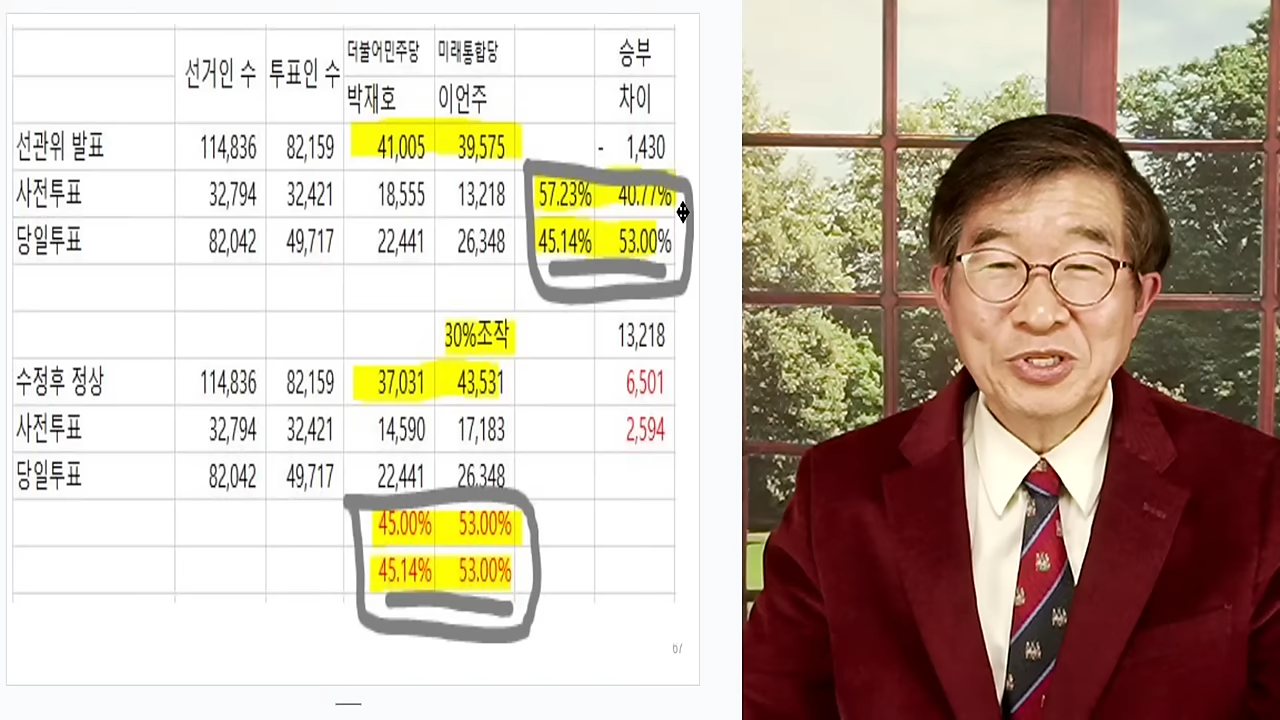 더불어민주당 미래통합당 승부
선거인 수 투표인 수
박재호 이언주 차이
선관위 발표 114,836 82,159 41,005 39,575 - 1,430
사전투표 32,794 32,421 18,555 13,218 57.23% 40.77%
당일투표 82,042 49,717 22,441 26,348 45.14% 53.00%
30%조작 13,218
수정후 정상 114,836 82,159 37,031 43,531 6,501
사전투표 32,794 32,421 14,590 17,183 2,594
당일투표 82,042 49,717 22,441 26,348
45.00% 53.00%
45.14% 53.00%
67